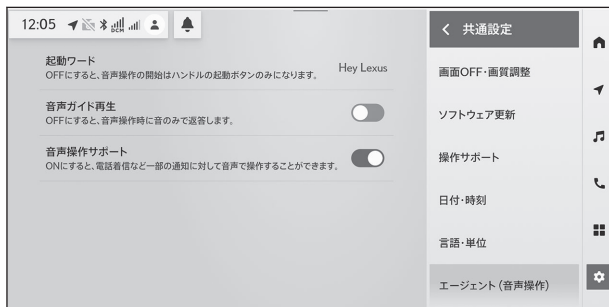 12:05
DCM
起動ワード
OFFにすると、音声操作の開始はハンドルの起動ボタンのみになります。
Hey Lexus
音声ガイド再生
OFFにすると、音声操作時に音のみで返答します。
音声操作サポート
ONにすると、電話着信など一部の通知に対して音声で操作することができます。
共通設定
画面OFF・画質調整
ソフトウェア更新
操作サポート
日付・時刻
言語・単位
エージェント（音声操作）